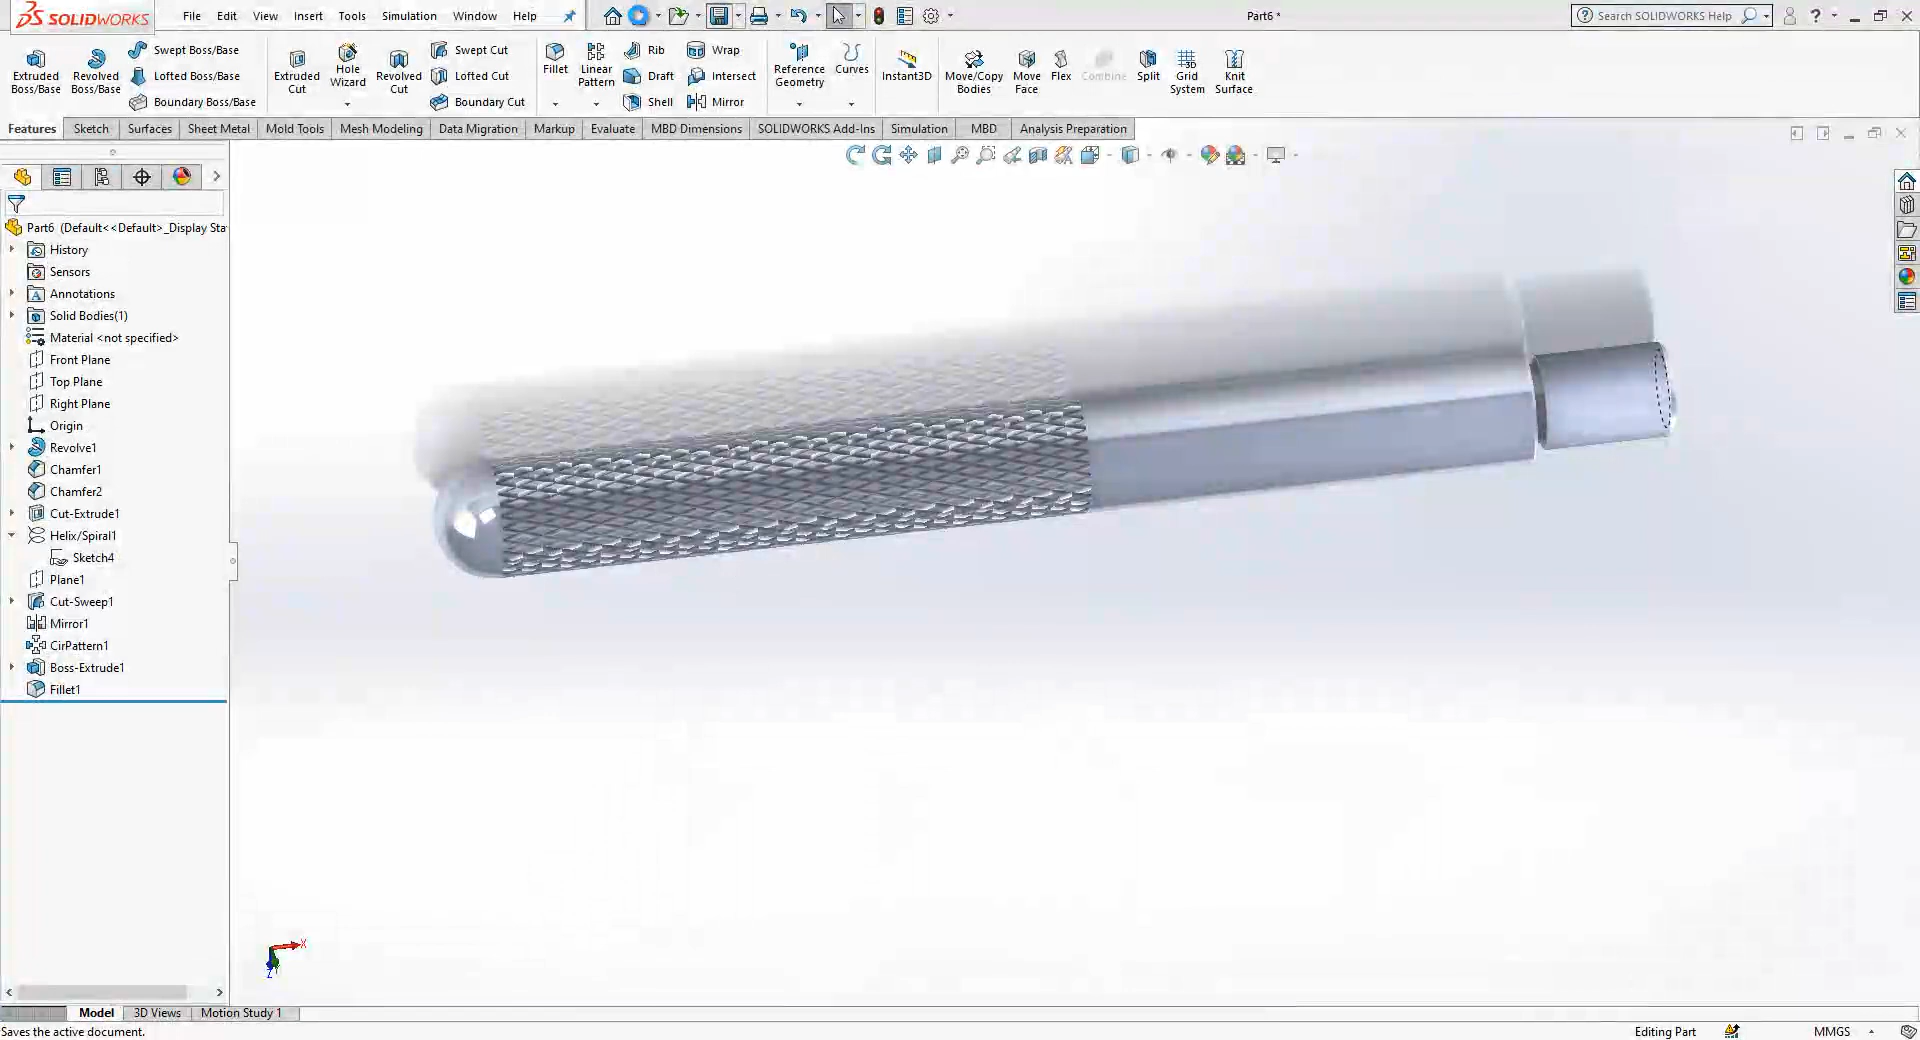 SOLIDWORKS
File Edit View Insert Tools Simulation Window Help
Part6 *
Search SOLIDWORKS Help
?
Extruded Boss/Base
Revolved Boss/Base
Swept Boss/Base
Lofted Boss/Base
Boundary Boss/Base
Extruded Cut
Hole Wizard
Revolved Cut
Swept Cut
Lofted Cut
Boundary Cut
Fillet
Linear Pattern
Rib
Draft
Shell
Wrap
Intersect
Mirror
Reference Geometry
Curves
Instant3D
Move/Copy Bodies
Move Face
Flex
Combine
Split
Grid System
Knit Surface
Features Sketch Surfaces Sheet Metal Mold Tools Mesh Modeling Data Migration Markup Evaluate MBD Dimensions SOLIDWORKS Add-Ins Simulation MBD Analysis Preparation
Part6 (Default<<Default>_Display Sta
History
Sensors
Annotations
Solid Bodies(1)
Material <not specified>
Front Plane
Top Plane
Right Plane
Origin
Revolve1
Chamfer1
Chamfer2
Cut-Extrude1
Helix/Spiral1
Sketch4
Plane1
Cut-Sweep1
Mirror1
CirPattern1
Boss-Extrude1
Fillet1
X
Z
Model 3D Views Motion Study 1
Saves the active document.
Editing Part
MMGS